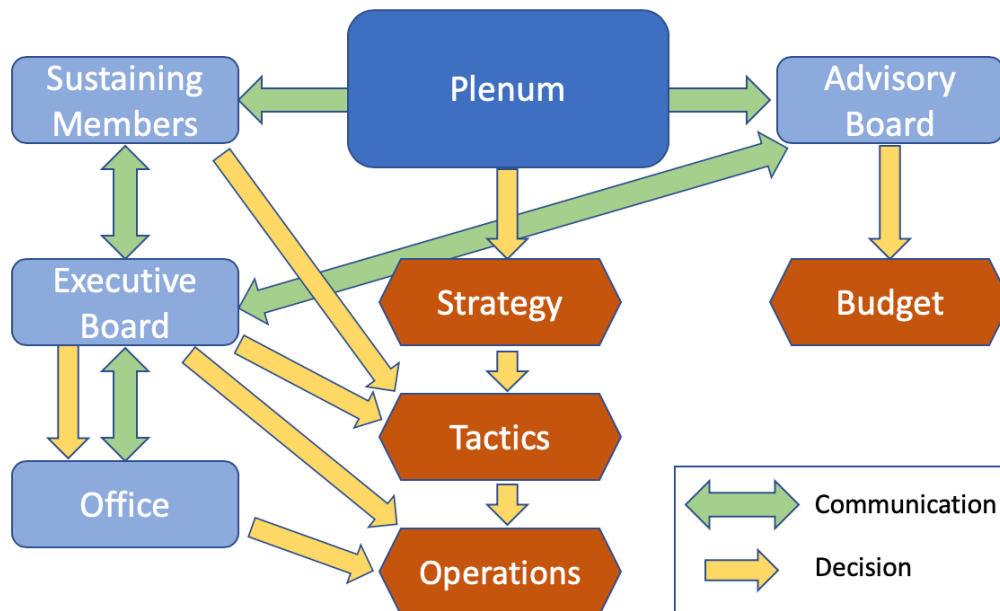 Sustaining
Members
Plenum
Advisory
Board
Executive
Board
Strategy
Budget
Tactics
Office
Operations
Communication
Decision